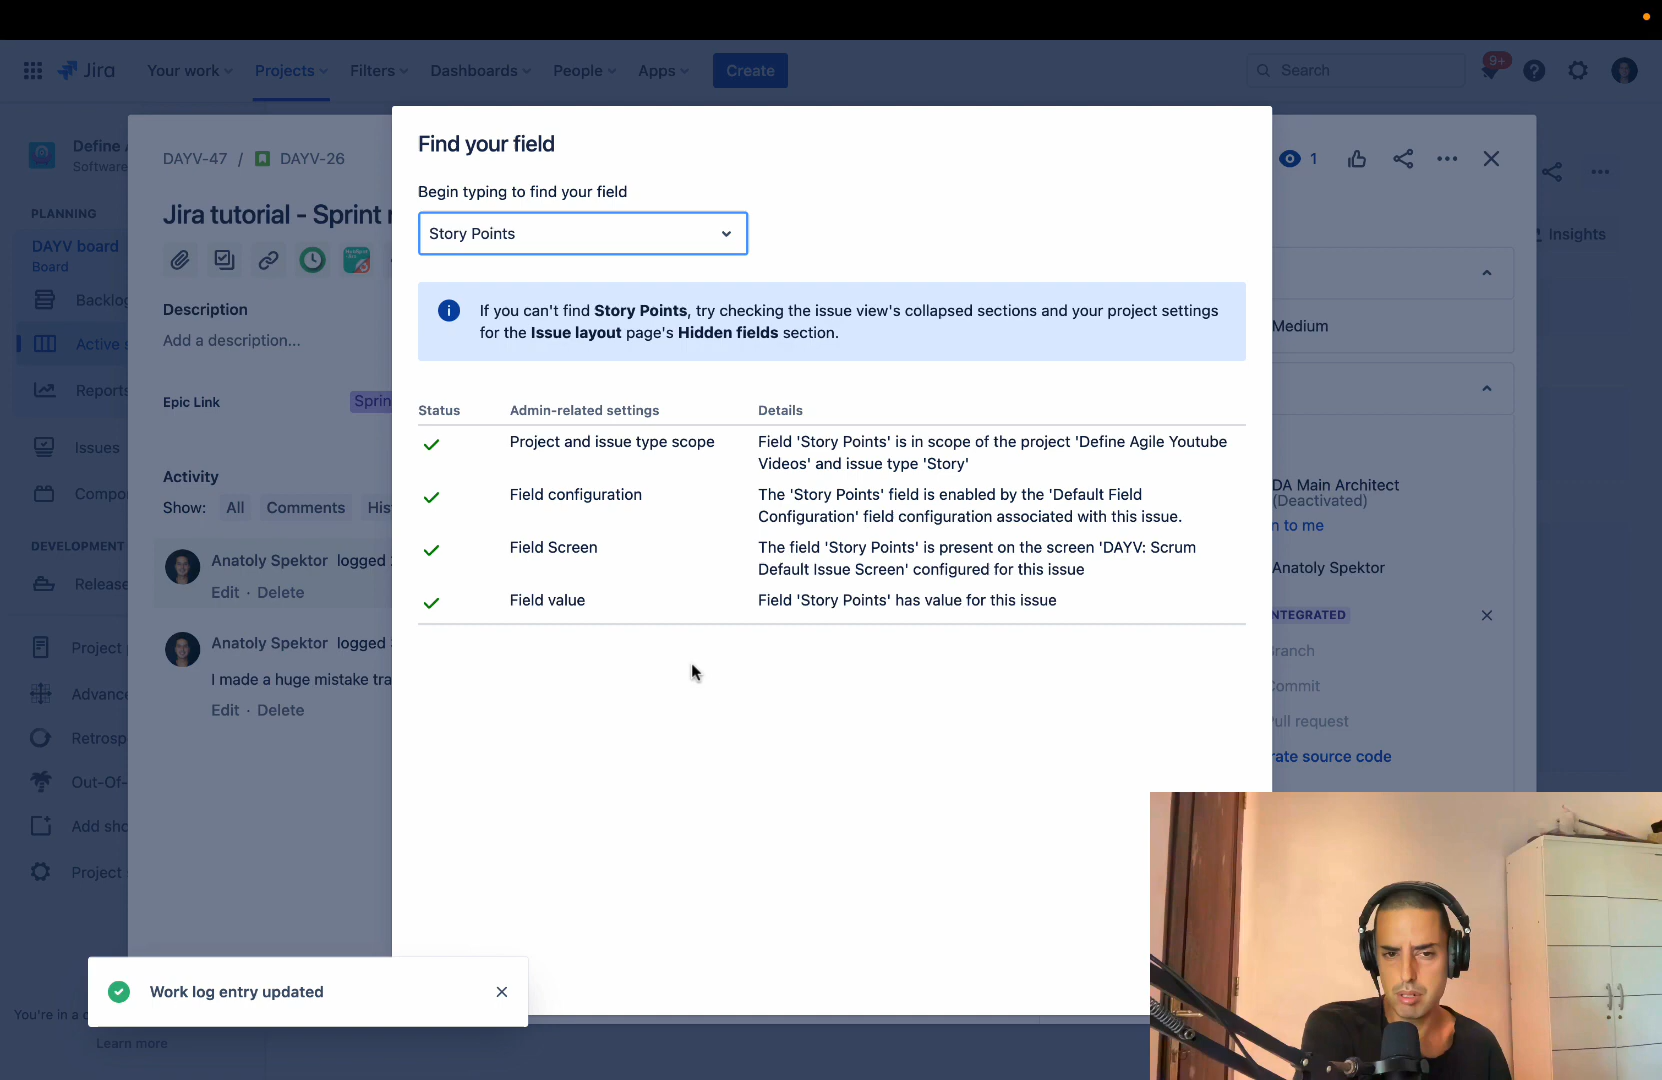 Jira
Your work
Projects
Filters
Dashboards
People
Apps
Create
Search
9+
Define
Software
PLANNING
DAYV board
Board
Backlog
Active
Reports
Issues
Compo
DEVELOPMENT
Release
Project
Advance
Retrosp
Out-Of-
Add sho
Project
You're in a
Learn more
DAYV-47 / DAYV-26
Jira tutorial - Sprint
Description
Add a description...
Epic Link
Sprin
Activity
Show: All Comments His
Anatoly Spektor logged
Edit · Delete
Anatoly Spektor logged
I made a huge mistake tra
Edit · Delete
Find your field
Begin typing to find your field
Story Points
If you can't find Story Points, try checking the issue view's collapsed sections and your project settings
for the Issue layout page's Hidden fields section.
Status Admin-related settings Details
Project and issue type scope Field 'Story Points' is in scope of the project 'Define Agile Youtube
Videos' and issue type 'Story'
Field configuration The 'Story Points' field is enabled by the 'Default Field
Configuration' field configuration associated with this issue.
Field Screen The field 'Story Points' is present on the screen 'DAYV: Scrum
Default Issue Screen' configured for this issue
Field value Field 'Story Points' has value for this issue
1
Insights
Medium
DA Main Architect
(Deactivated)
n to me
Anatoly Spektor
NTEGRATED
ranch
ommit
ull request
rate source code
Work log entry updated